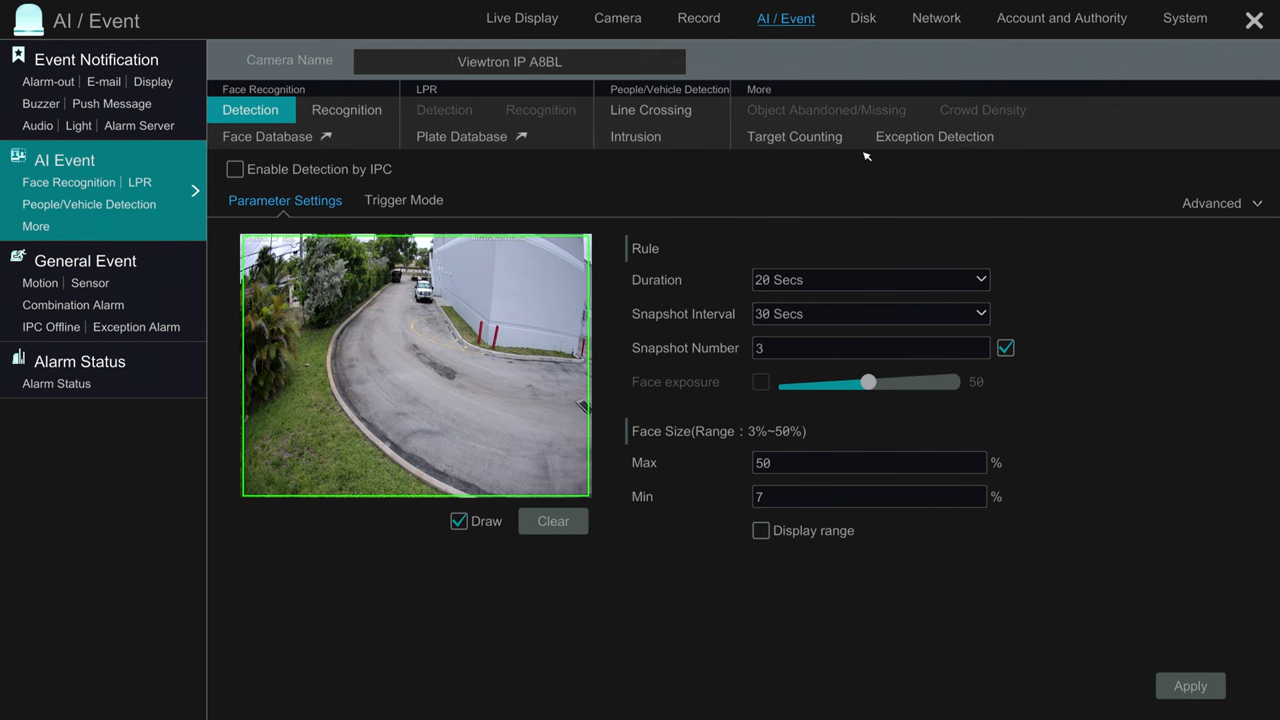 AI / Event
Live Display Camera Record AI / Event Disk Network Account and Authority System
Event Notification
Alarm-out E-mail Display
Buzzer Push Message
Audio Light Alarm Server
AI Event
Face Recognition LPR
People/Vehicle Detection
More
General Event
Motion Sensor
Combination Alarm
IPC Offline Exception Alarm
Alarm Status
Alarm Status
Camera Name Viewtron IP A8BL
Face Recognition LPR People/Vehicle Detection More
Detection Recognition Detection Recognition Line Crossing Object Abandoned/Missing Crowd Density
Face Database Plate Database Intrusion Target Counting Exception Detection
Enable Detection by IPC
Parameter Settings Trigger Mode Advanced
Rule
Duration 20 Secs
Snapshot Interval 30 Secs
Snapshot Number 3
Face exposure 50
Face Size(Range : 3%~50%)
Max 50 %
Min 7 %
Display range
Draw Clear
Apply